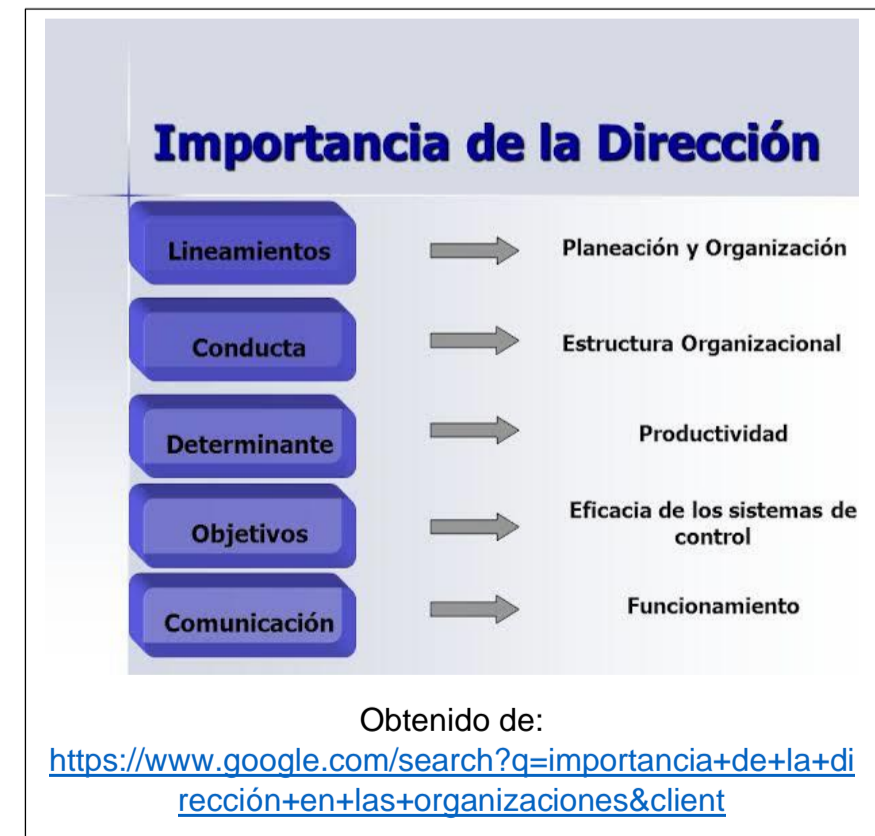 Importancia de la Dirección
Lineamientos
Planeación y Organización
Conducta
Estructura Organizacional
Determinante
Productividad
Objetivos
Eficacia de los sistemas de
control
Comunicación
Funcionamiento
Obtenido de:
https://www.google.com/search?q=importancia+de+la+di
rección+en+las+organizaciones&client